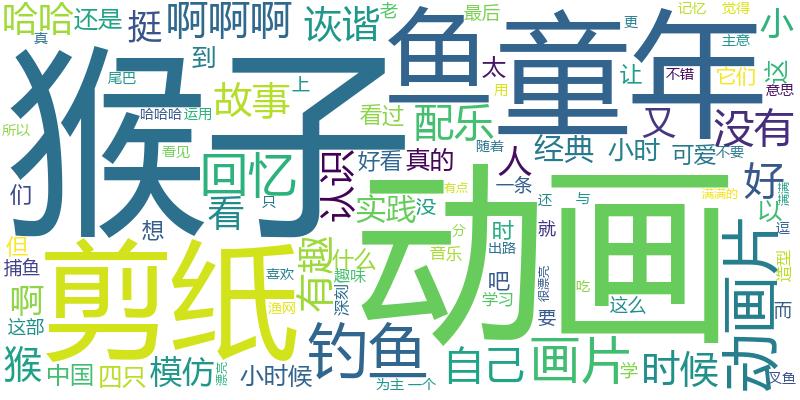 哈哈
还是
挺
啊啊啊
诙谐
鱼
童年
老
最后
更
记忆
觉得
小
真
尾巴
到
太
让
主意
不错
它们
这
意思
猴子
哈哈哈
运用
故事
上
看过
配乐
用
又
没有
所以
看见
回忆
认识
好看
真的
随着
人
经典
小时
可爱
不要
们
想
看
只
实践
没
有点
一条
还
与
好
满满的
以
搞
搞
动画
但
捕鱼
剪纸
有趣
什么
音乐
时
分
出路
就
动画片
逗
造型
啊
喜欢
趣味
深刻
渔网
吧
学习
很漂亮
吃
这么
而
这部
要
猴
中国
四只
模仿
漂亮
小时候
钓鱼
为主
一个
自己
画片
学
时候
叉鱼